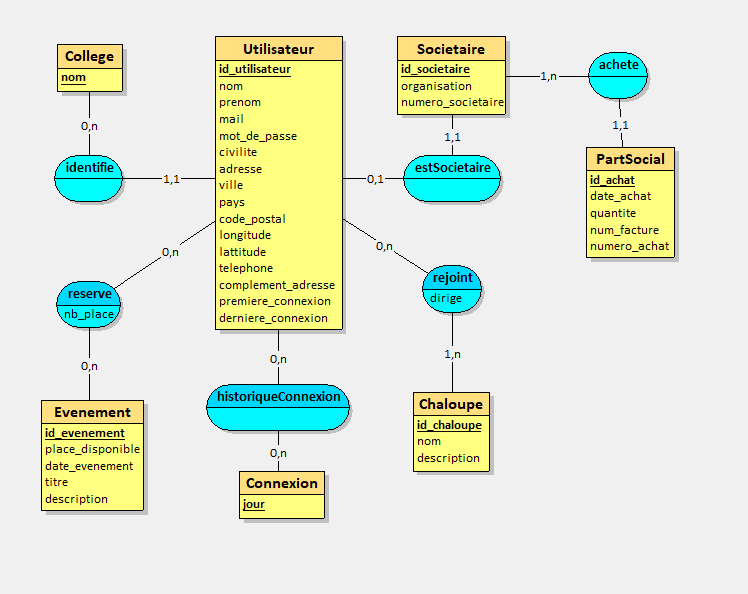 College
nom
0,n
identifie
1,1
Utilisateur
id_utilisateur
nom
prenom
mail
mot_de_passe
civilite
adresse
ville
pays
code_postal
longitude
lattitude
telephone
complement_adresse
premiere_connexion
derniere_connexion
Societaire
id_societaire
organisation
numero_societaire
1,n
achete
1,1
PartSocial
id_achat
date_achat
quantite
num_facture
numero_achat
1,1
estSocietaire
0,1
0,n
reserve
nb_place
0,n
Evenement
id_evenement
place_disponible
date_evenement
titre
description
0,n
historiqueConnexion
0,n
Connexion
jour
0,n
rejoint
dirige
1,n
Chaloupe
id_chaloupe
nom
description